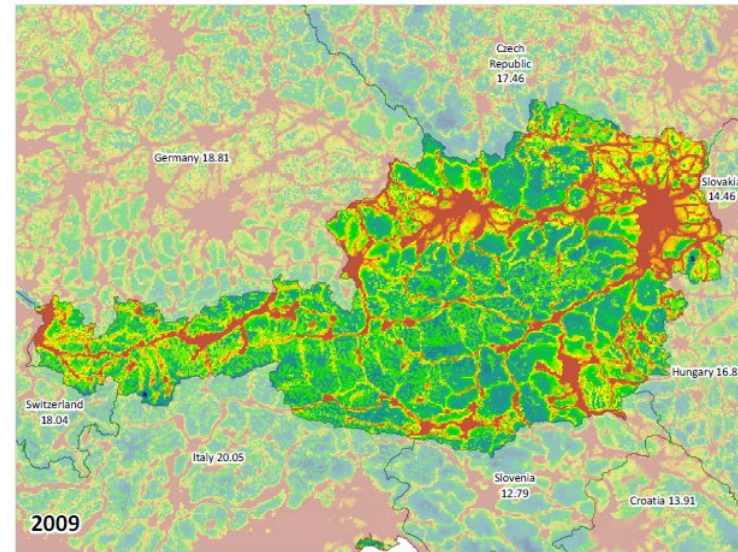 Czech
Republic
17.46
Germany 18.81
Slovakia
14.46
Hungary 16.8
Switzerland
18.04
Italy 20.05
Slovenia
12.79
Croatia 13.91
2009